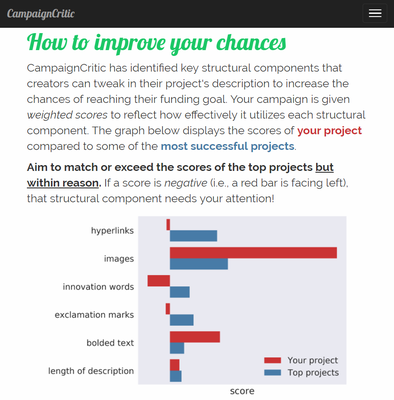 CampaignCritic
How to improve your chances
CampaignCritic has identified key structural components that
creators can tweak in their project's description to increase the
chances of reaching their funding goal. Your campaign is given
weighted scores to reflect how effectively it utilizes each structural
component. The graph below displays the scores of your project
compared to some of the most successful projects.
Aim to match or exceed the scores of the top projects but
within reason. If a score is negative (i.e., a red bar is facing left),
that structural component needs your attention!
hyperlinks
images
innovation words
exclamation marks
bolded text
length of description
Your project
Top projects
score